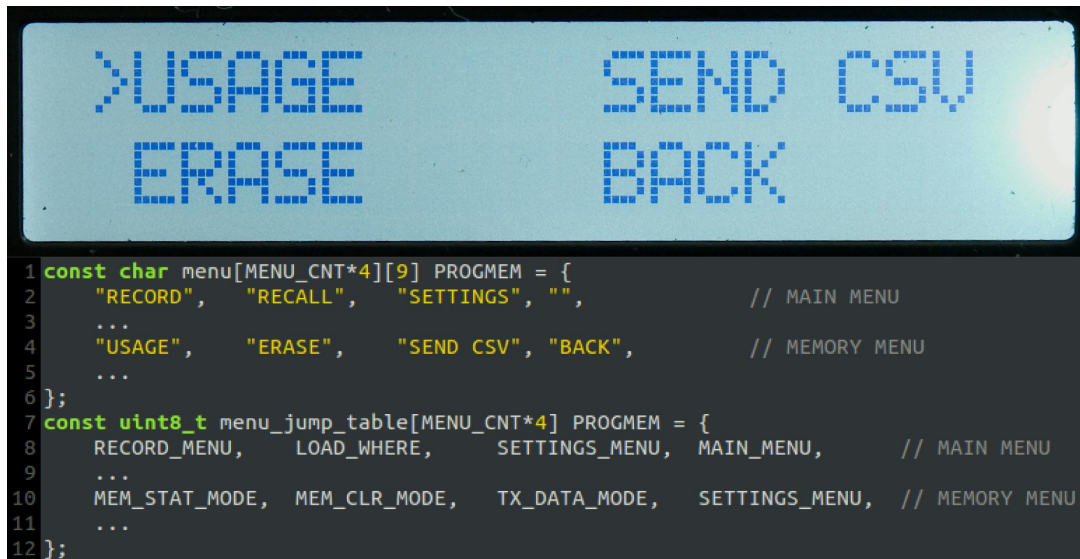 >USAGE SEND CSV
ERASE BACK
1 const char menu[MENU_CNT*4][9] PROGMEM = {
2 "RECORD", "RECALL", "SETTINGS", "", // MAIN MENU
3 ...
4 "USAGE", "ERASE", "SEND CSV", "BACK", // MEMORY MENU
5 ...
6 };
7 const uint8_t menu_jump_table[MENU_CNT*4] PROGMEM = {
8 RECORD_MENU, LOAD_WHERE, SETTINGS_MENU, MAIN_MENU, // MAIN MENU
9 ...
10 MEM_STAT_MODE, MEM_CLR_MODE, TX_DATA_MODE, SETTINGS_MENU, // MEMORY MENU
11 ...
12 };